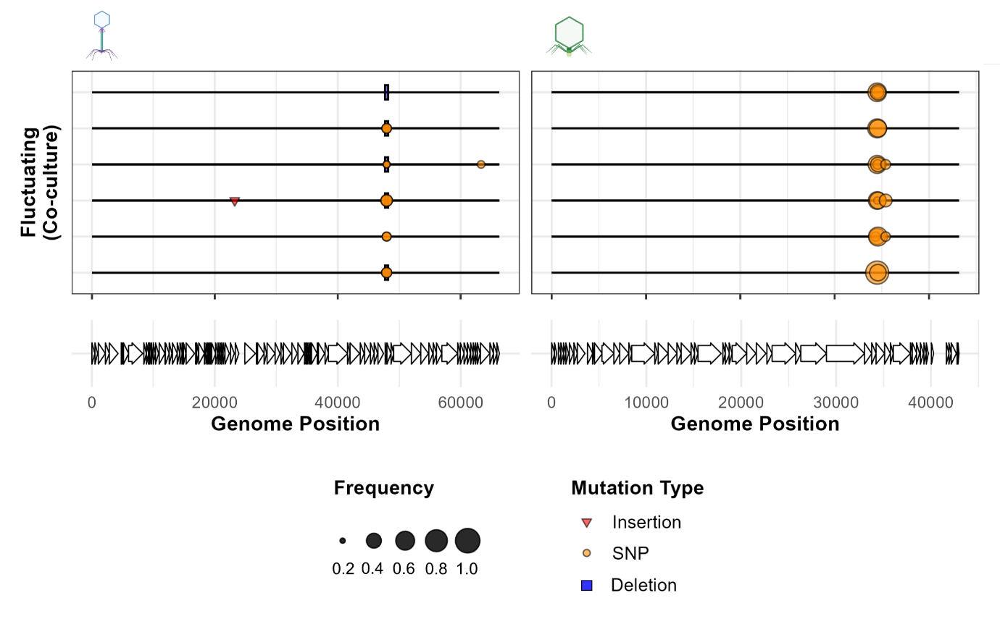 Fluctuating
(Co-culture)
0 20000 40000 60000
Genome Position
0 10000 20000 30000 40000
Genome Position
Frequency
0.2 0.4 0.6 0.8 1.0
Mutation Type
Insertion
SNP
Deletion